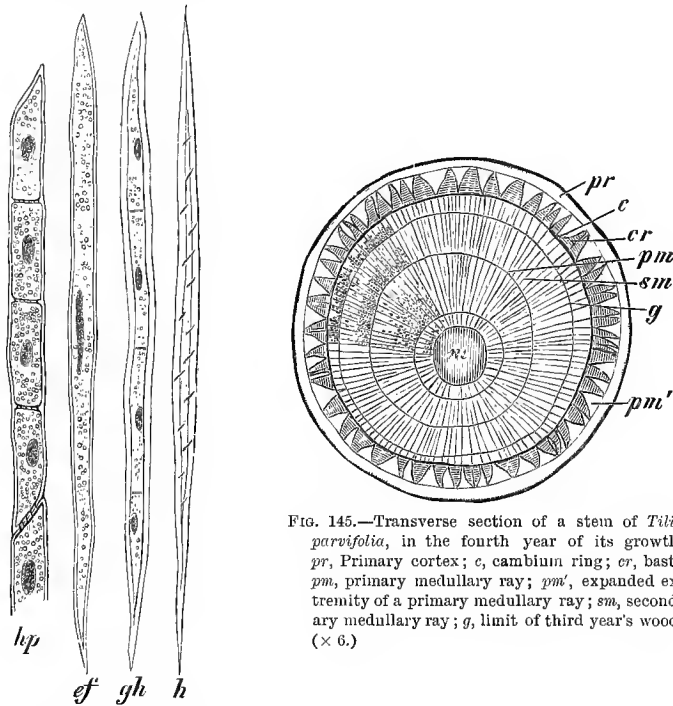 pr
c
cr
pm
sm
g
pm'
hp
ef
gh
h
FIG. 145.—Transverse section of a stem of Tili
parvifolia, in the fourth year of its growth
pr, Primary cortex; c, cambium ring; cr, bast
pm, primary medullary ray; pm', expanded ex
tremity of a primary medullary ray; sm, second
ary medullary ray; g, limit of third year's wood
(× 6.)